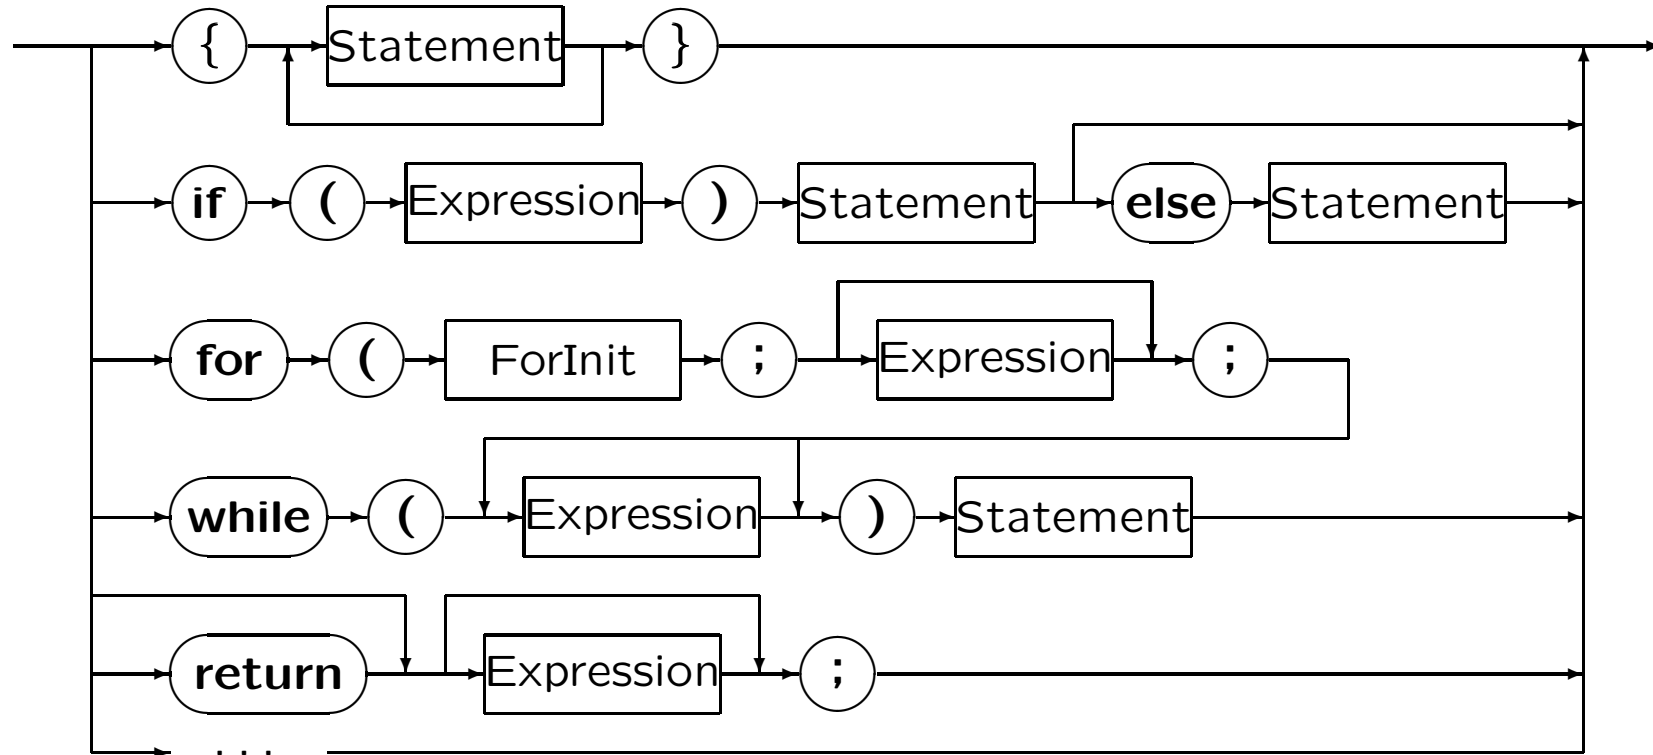 { Statement }
if ( Expression ) Statement else Statement
for ( ForInit ; Expression ;
while ( Expression ) Statement
return Expression ;